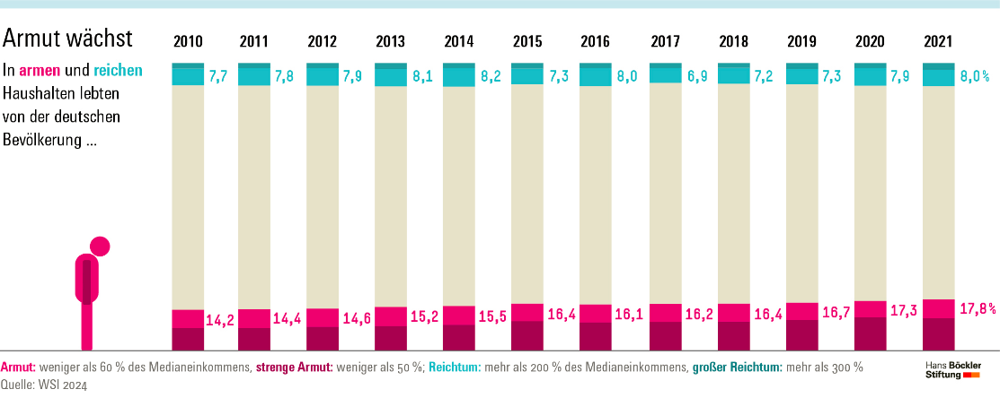 Armut wächst
In armen und reichen
Haushalten lebten
von der deutschen
Bevölkerung ...
2010 2011 2012 2013 2014 2015 2016 2017 2018 2019 2020 2021
7,7 7,8 7,9 8,1 8,2 7,3 8,0 6,9 7,2 7,3 7,9 8,0 %
14,2 14,4 14,6 15,2 15,5 16,4 16,1 16,2 16,4 16,7 17,3 17,8 %
Armut: weniger als 60 % des Medianeinkommens, strenge Armut: weniger als 50 %; Reichtum: mehr als 200 % des Medianeinkommens, großer Reichtum: mehr als 300 %
Quelle: WSI 2024
Hans Böckler
Stiftung